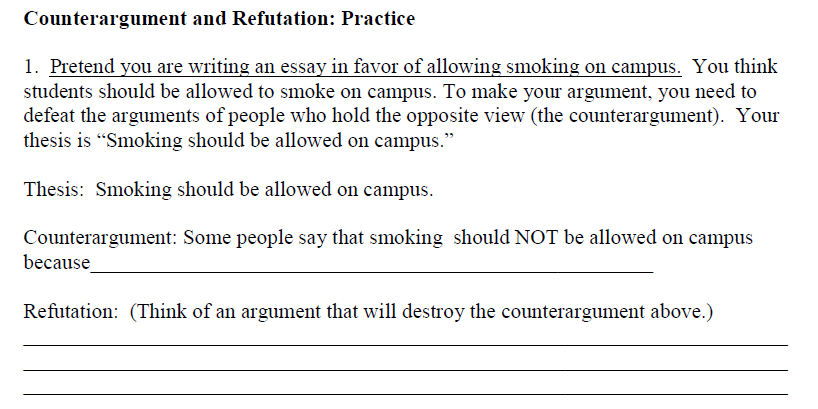 Counterargument and Refutation: Practice
1. Pretend you are writing an essay in favor of allowing smoking on campus. You think
students should be allowed to smoke on campus. To make your argument, you need to
defeat the arguments of people who hold the opposite view (the counterargument). Your
thesis is “Smoking should be allowed on campus.”
Thesis: Smoking should be allowed on campus.
Counterargument: Some people say that smoking should NOT be allowed on campus
because
Refutation: (Think of an argument that will destroy the counterargument above.)